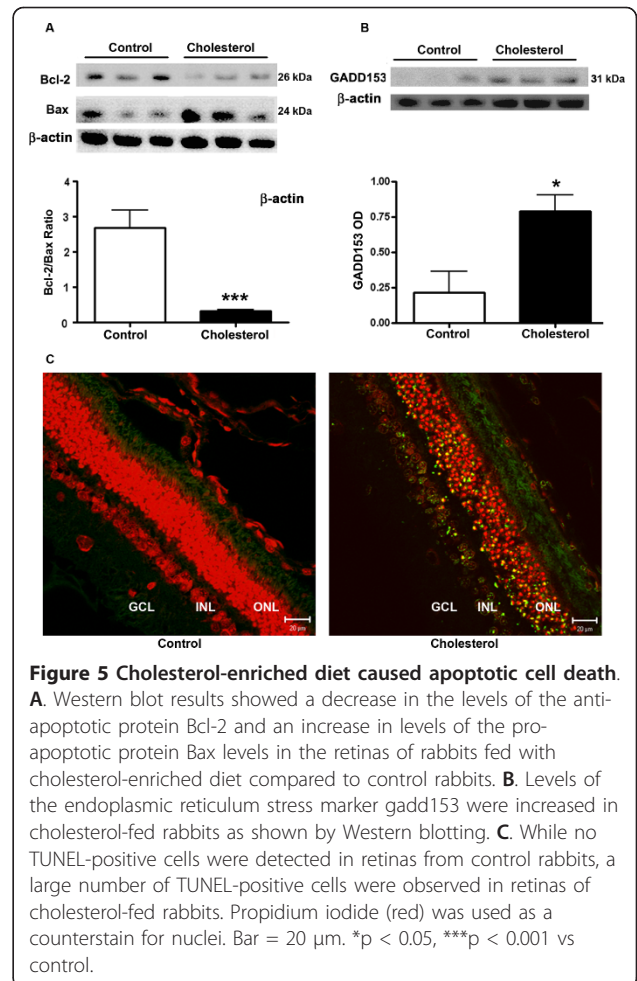 A
B
Control Cholesterol
Control Cholesterol
Bcl-2 26 kDa
GADD153 31 kDa
β-actin
Bax 24 kDa
β-actin
4
3
2
1
0
Bcl-2/Bax Ratio
β-actin
***
Control Cholesterol
1.00
0.75
0.50
0.25
0.00
GADD153 OD
*
Control Cholesterol
C
GCL INL ONL
20 µm
Control
GCL INL ONL
20 µm
Cholesterol
Figure 5 Cholesterol-enriched diet caused apoptotic cell death.
A. Western blot results showed a decrease in the levels of the anti-
apoptotic protein Bcl-2 and an increase in levels of the pro-
apoptotic protein Bax levels in the retinas of rabbits fed with
cholesterol-enriched diet compared to control rabbits. B. Levels of
the endoplasmic reticulum stress marker gadd153 were increased in
cholesterol-fed rabbits as shown by Western blotting. C. While no
TUNEL-positive cells were detected in retinas from control rabbits, a
large number of TUNEL-positive cells were observed in retinas of
cholesterol-fed rabbits. Propidium iodide (red) was used as a
counterstain for nuclei. Bar = 20 μm. *p < 0.05, ***p < 0.001 vs
control.